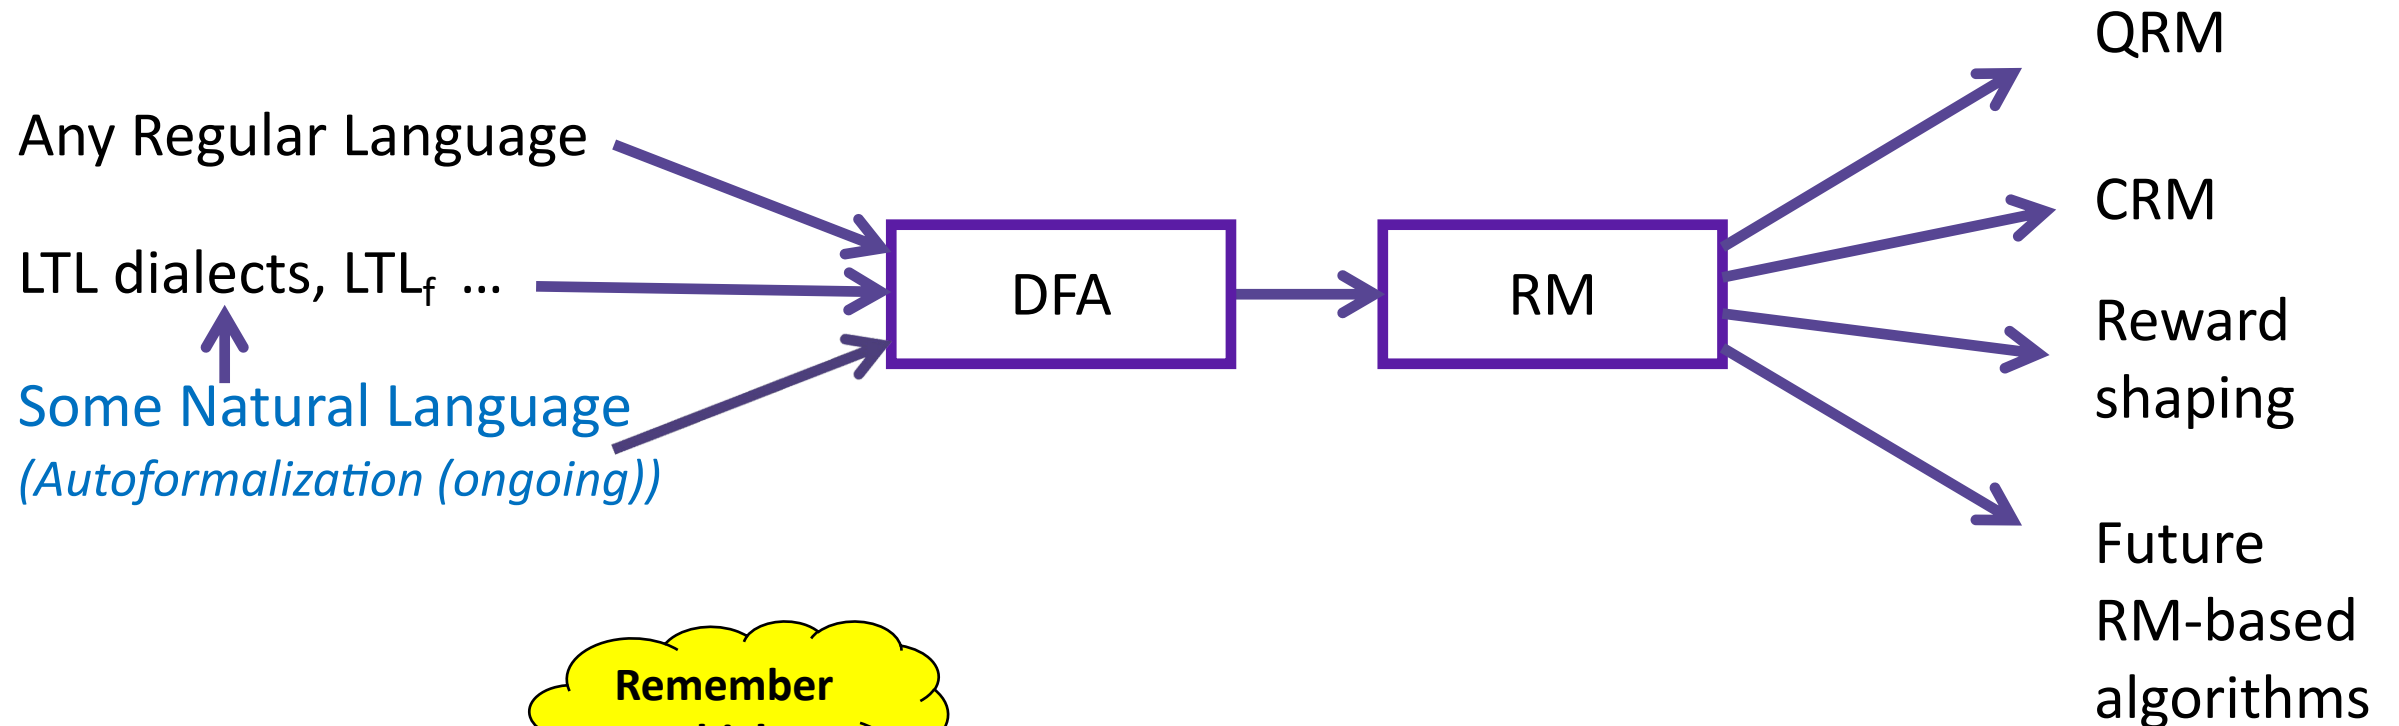 Any Regular Language
LTL dialects, LTLf ...
Some Natural Language
(Autoformalization (ongoing))
DFA
RM
QRM
CRM
Reward
shaping
Future
RM-based
algorithms
Remember